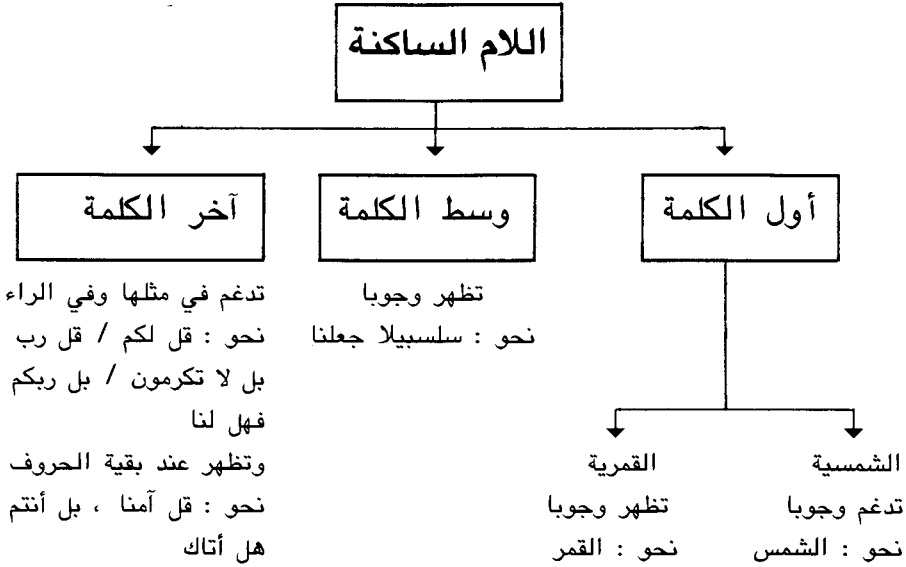 اللام الساكنة
أول الكلمة
الشمسية
تدغم وجوبا
نحو : الشمس
القمرية
تظهر وجوبا
نحو : القمر
وسط الكلمة
تظهر وجوبا
نحو : سلسبيلا جعلنا
آخر الكلمة
تدغم في مثلها وفي الراء
نحو : قل لكم / قل رب
بل لا تكرمون / بل ربكم
فهل لنا
وتظهر عند بقية الحروف
نحو : قل آمنا ، بل أنتم
هل أتاك